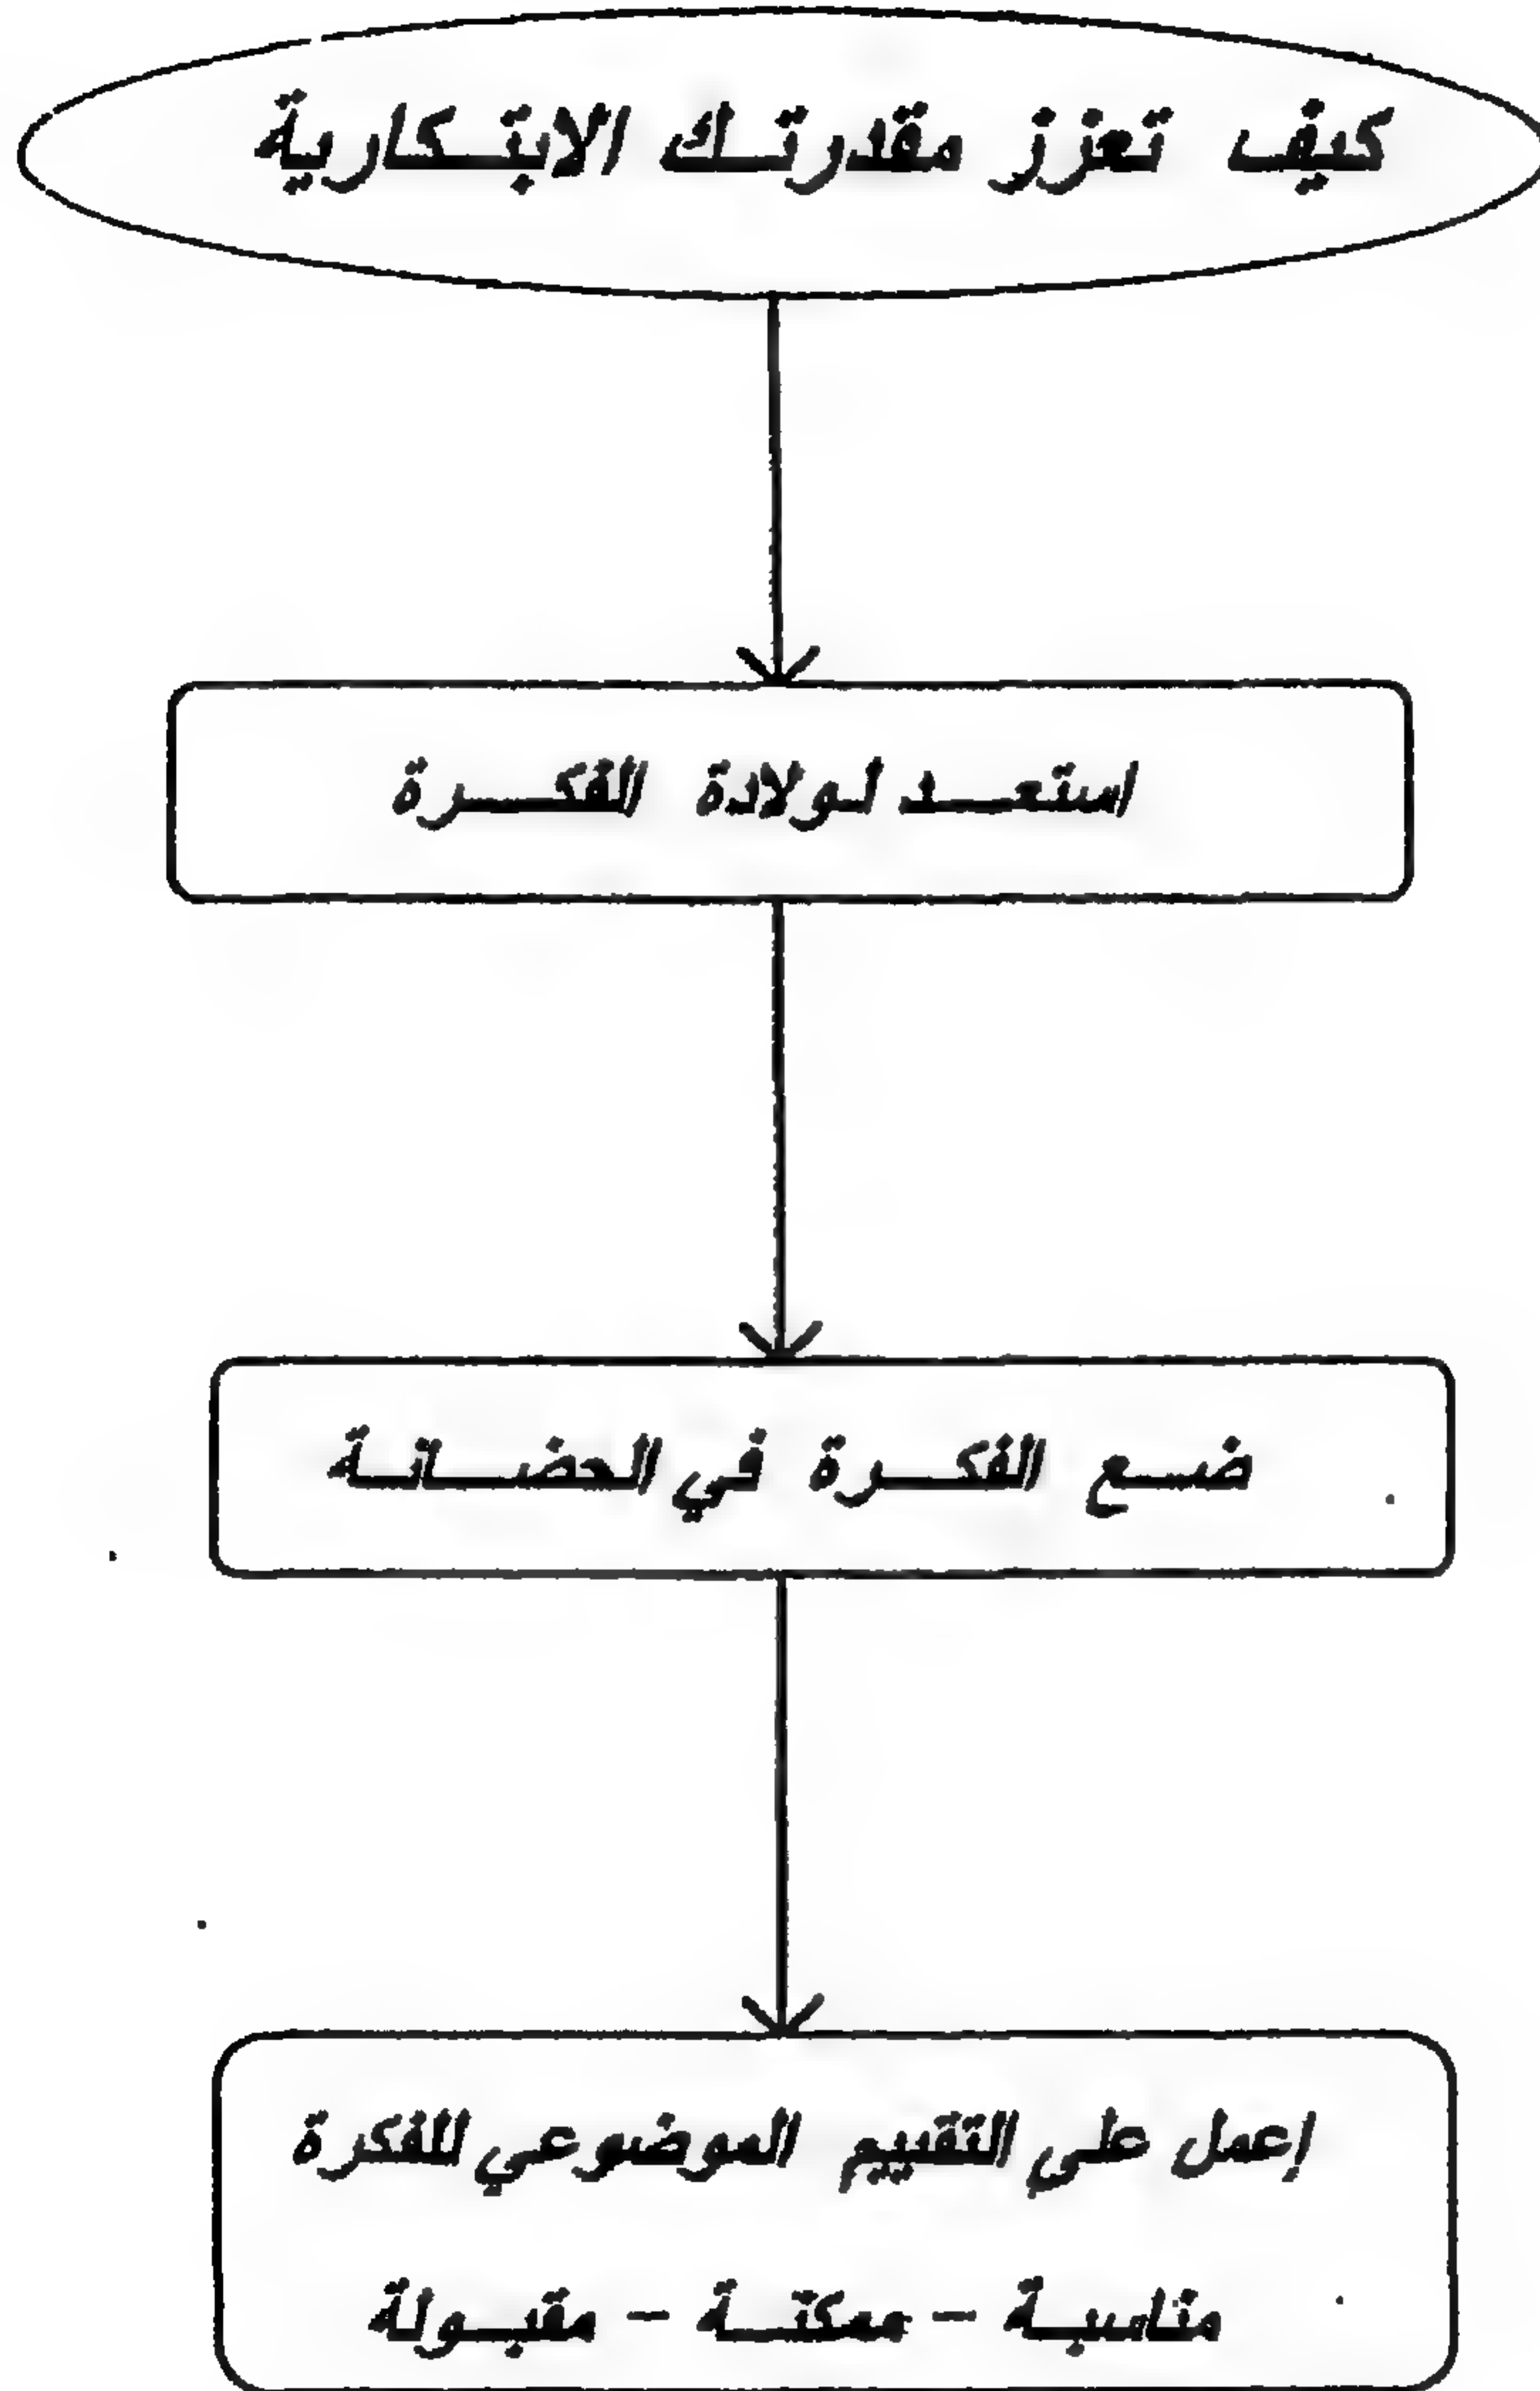 كيف تعزز مقدرتك الابتكارية
استعد لولادة الفكرة
ضع الفكرة في الحضانة
إعمل على التقييم الموضوعي للفكرة
مناسبة - ممكنة - مقبولة